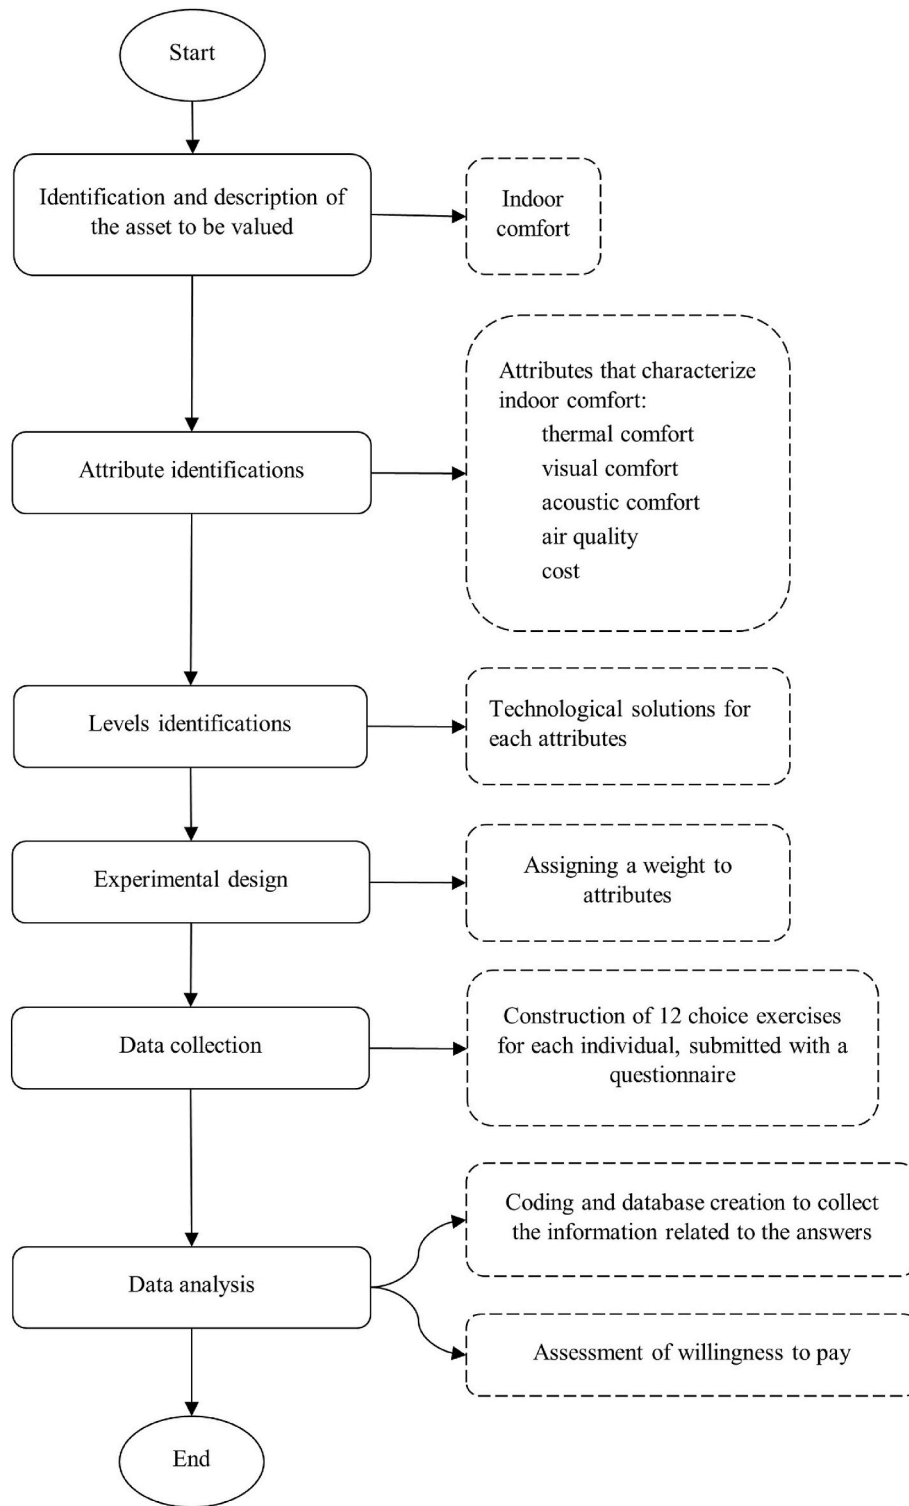 Start
Identification and description of
the asset to be valued
Indoor
comfort
Attributes that characterize
indoor comfort:
thermal comfort
visual comfort
acoustic comfort
air quality
cost
Attribute identifications
Levels identifications
Technological solutions for
each attributes
Experimental design
Assigning a weight to
attributes
Data collection
Construction of 12 choice exercises
for each individual, submitted with a
questionnaire
Coding and database creation to collect
the information related to the answers
Data analysis
Assessment of willingness to pay
End